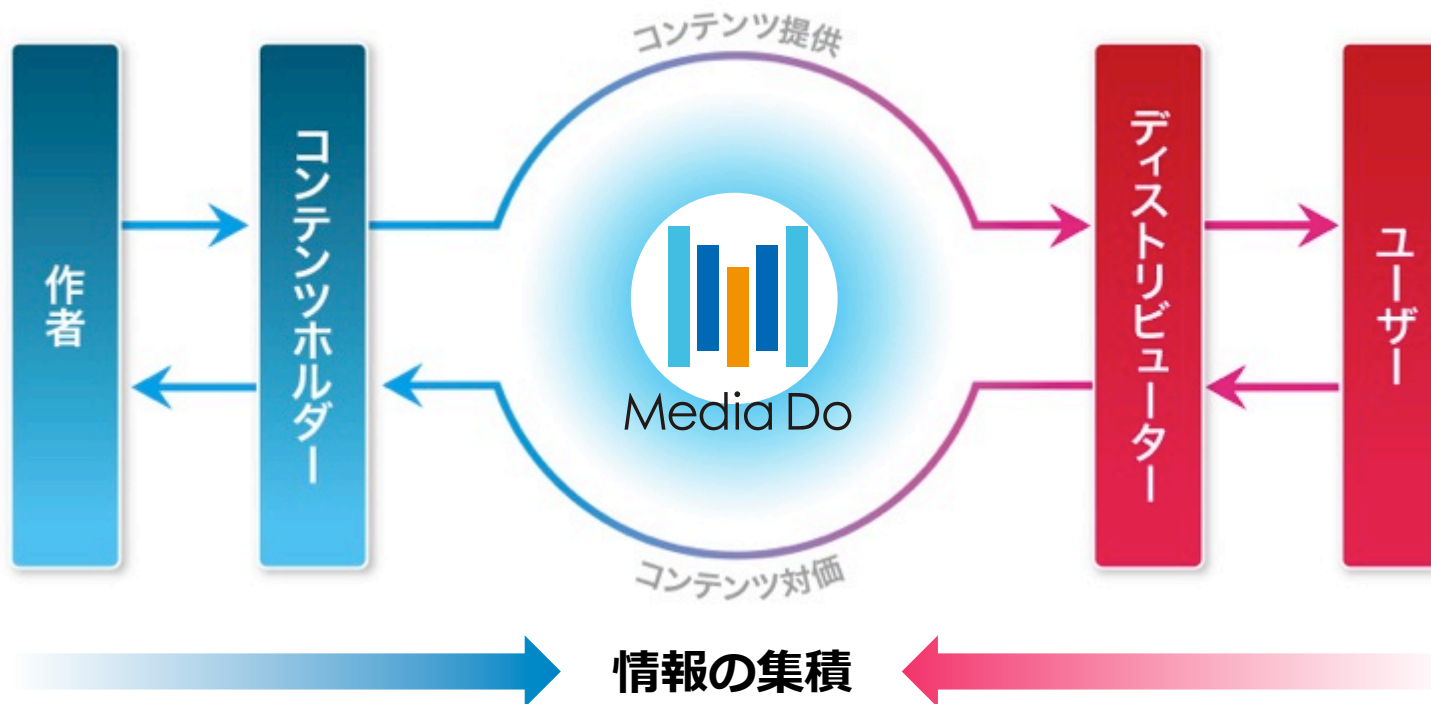 コンテンツ提供
作者
コンテンツホルダー
Media Do
ディストリビューター
ユーザー
コンテンツ対価
情報の集積